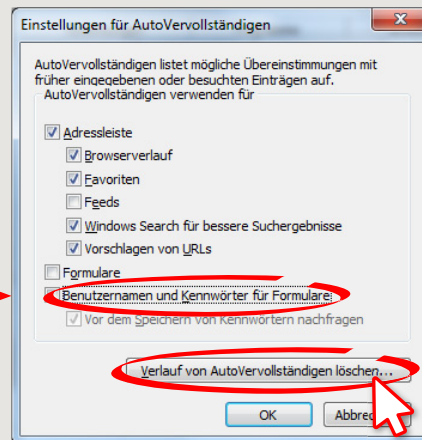 Einstellungen für AutoVervollständigen
AutoVervollständigen listet mögliche Übereinstimmungen mit
früher eingegebenen oder besuchten Einträgen auf.
AutoVervollständigen verwenden für
Adressleiste
Browserverlauf
Favoriten
Feeds
Windows Search für bessere Suchergebnisse
Vorschlagen von URLs
Formulare
Benutzernamen und Kennwörter für Formulare
Vor dem Speichern von Kennwörtern nachfragen
Verlauf von AutoVervollständigen löschen...
OK